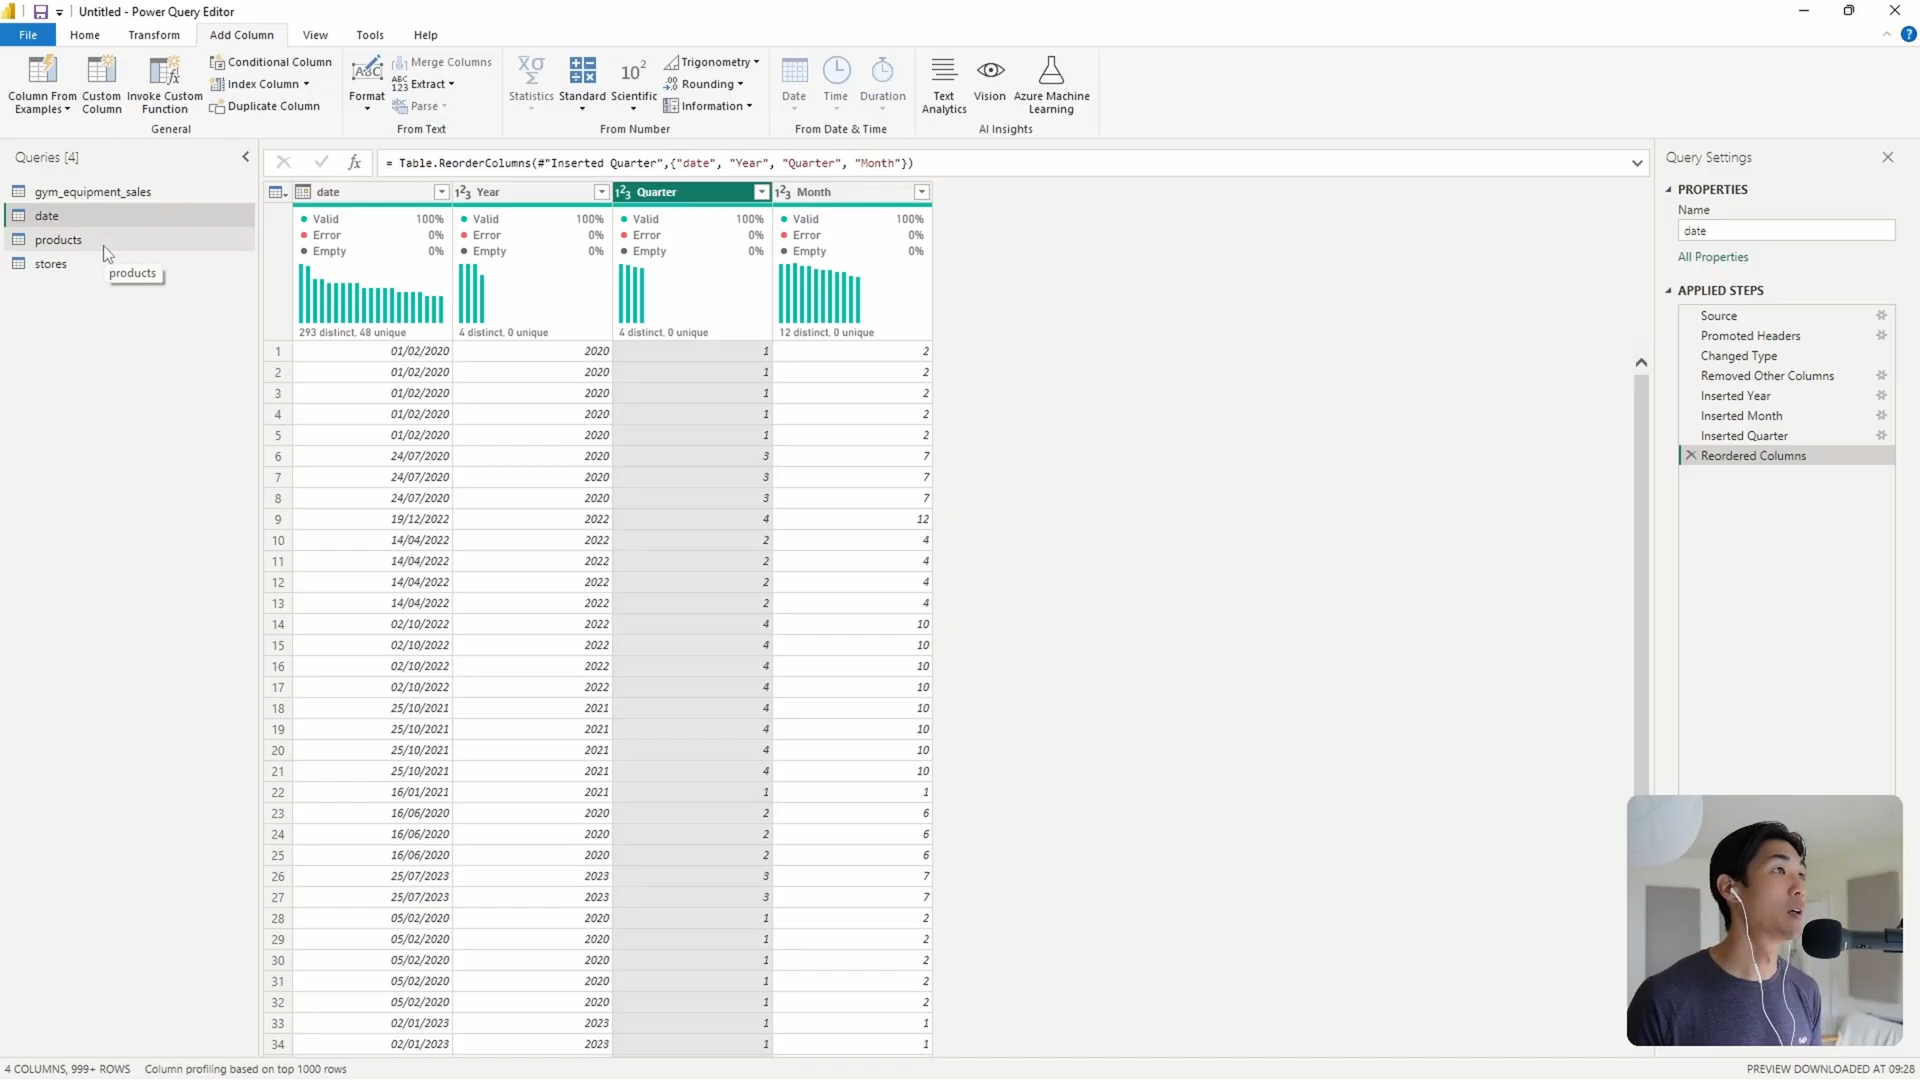 Untitled - Power Query Editor
File Home Transform Add Column View Tools Help
Column From Examples
Custom Column
Invoke Custom Function
Conditional Column
Index Column
Duplicate Column
General
Format
Merge Columns
Extract
Parse
From Text
Statistics
Standard
Scientific
Trigonometry
Rounding
Information
From Number
Date
Time
Duration
From Date & Time
Text Analytics
Vision
Azure Machine Learning
AI Insights
Queries [4]
gym_equipment_sales
date
products
stores
products
= Table.ReorderColumns(#"Inserted Quarter",{"date", "Year", "Quarter", "Month"})
date Year Quarter Month
Valid 100% Valid 100% Valid 100% Valid 100%
Error 0% Error 0% Error 0% Error 0%
Empty 0% Empty 0% Empty 0% Empty 0%
293 distinct, 48 unique 4 distinct, 0 unique 4 distinct, 0 unique 12 distinct, 0 unique
1 01/02/2020 2020 1 2
2 01/02/2020 2020 1 2
3 01/02/2020 2020 1 2
4 01/02/2020 2020 1 2
5 01/02/2020 2020 1 2
6 24/07/2020 2020 3 7
7 24/07/2020 2020 3 7
8 24/07/2020 2020 3 7
9 19/12/2022 2022 4 12
10 14/04/2022 2022 2 4
11 14/04/2022 2022 2 4
12 14/04/2022 2022 2 4
13 14/04/2022 2022 2 4
14 02/10/2022 2022 4 10
15 02/10/2022 2022 4 10
16 02/10/2022 2022 4 10
17 02/10/2022 2022 4 10
18 25/10/2021 2021 4 10
19 25/10/2021 2021 4 10
20 25/10/2021 2021 4 10
21 25/10/2021 2021 4 10
22 16/01/2021 2021 1 1
23 16/06/2020 2020 2 6
24 16/06/2020 2020 2 6
25 16/06/2020 2020 2 6
26 25/07/2023 2023 3 7
27 25/07/2023 2023 3 7
28 05/02/2020 2020 1 2
29 05/02/2020 2020 1 2
30 05/02/2020 2020 1 2
31 05/02/2020 2020 1 2
32 05/02/2020 2020 1 2
33 02/01/2023 2023 1 1
34 02/01/2023 2023 1 1
Query Settings
PROPERTIES
Name
date
All Properties
APPLIED STEPS
Source
Promoted Headers
Changed Type
Removed Other Columns
Inserted Year
Inserted Month
Inserted Quarter
Reordered Columns
4 COLUMNS, 999+ ROWS Column profiling based on top 1000 rows
PREVIEW DOWNLOADED AT 09:28